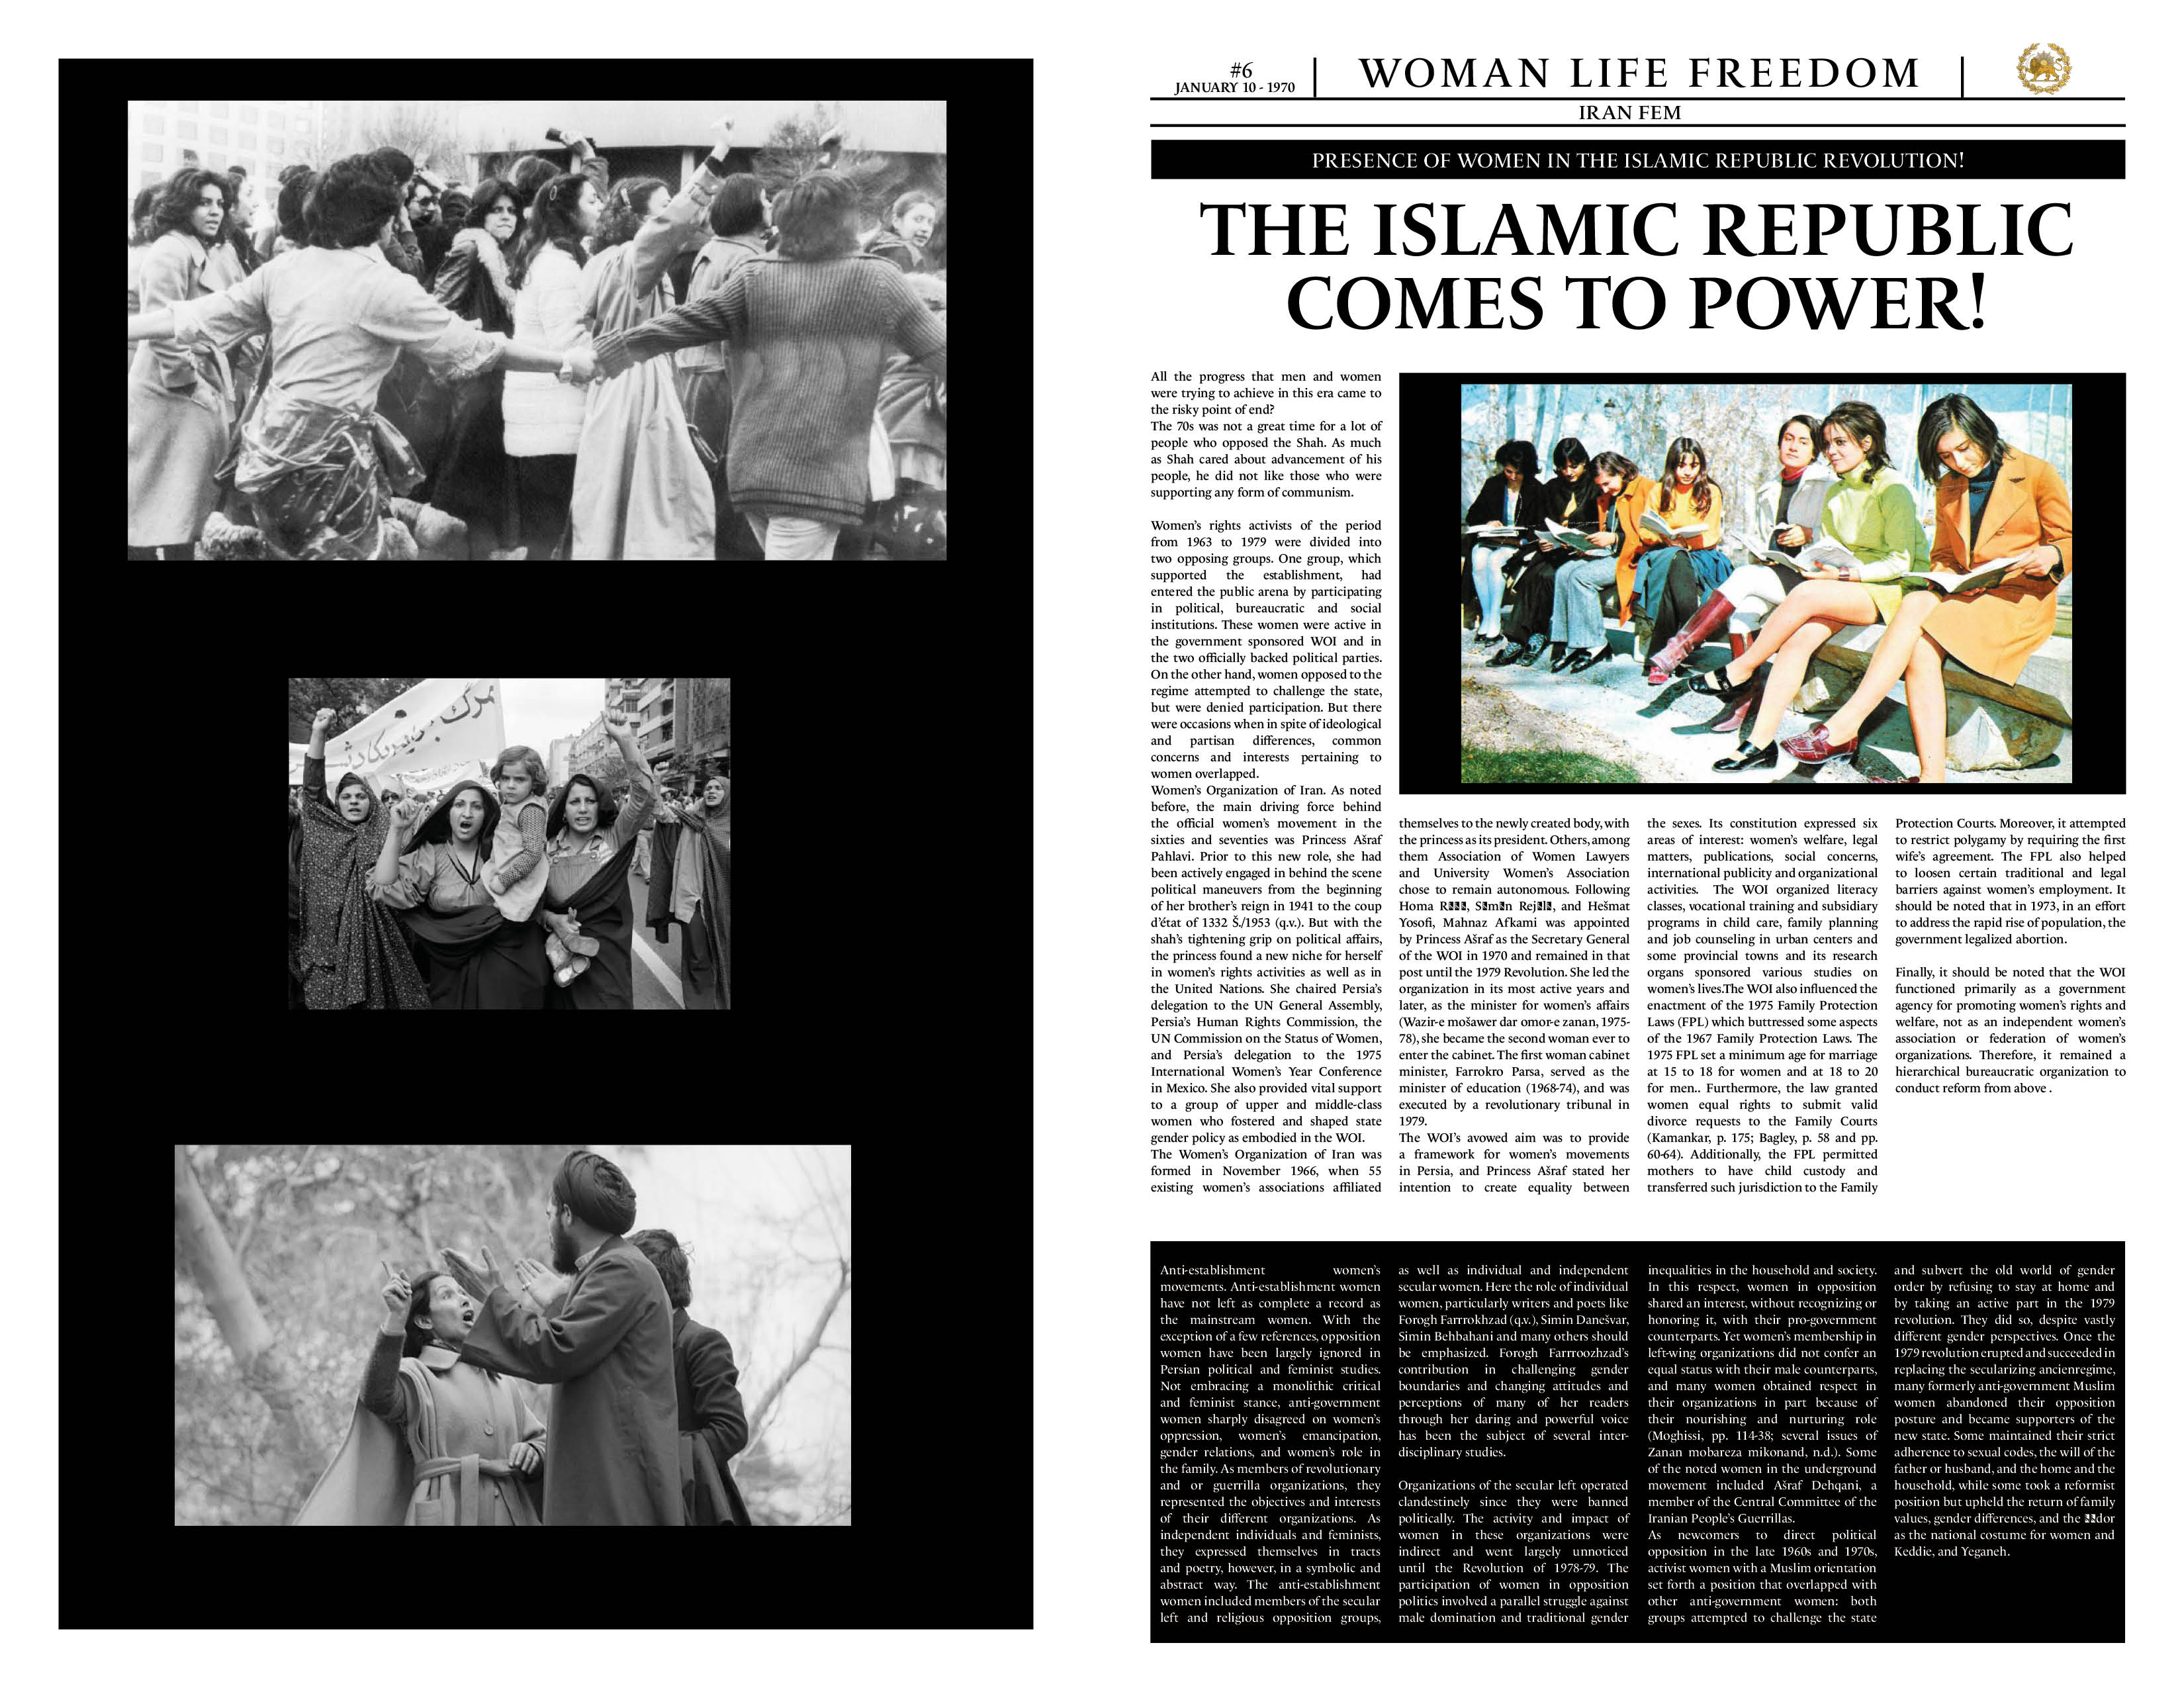 مرگ بر
#6
JANUARY 10 - 1970
WOMAN LIFE FREEDOM
IRAN FEM
PRESENCE OF WOMEN IN THE ISLAMIC REPUBLIC REVOLUTION!
THE ISLAMIC REPUBLIC
COMES TO POWER!
All the progress that men and women
were trying to achieve in this era came to
the risky point of end?
The 70s was not a great time for a lot of
people who opposed the Shah. As much
as Shah cared about advancement of his
people, he did not like those who were
supporting any form of communism.
Women's rights activists of the period
from 1963 to 1979 were divided into
two opposing groups. One group, which
supported the establishment, had
entered the public arena by participating
in political, bureaucratic and social
institutions. These women were active in
the government sponsored WOI and in
the two officially backed political parties.
On the other hand, women opposed to the
regime attempted to challenge the state,
but were denied participation. But there
were occasions when in spite of ideological
and partisan differences, common
concerns and interests pertaining to
women overlapped.
Women's Organization of Iran. As noted
before, the main driving force behind
the official women's movement in the
sixties and seventies was Princess Ašraf
Pahlavi. Prior to this new role, she had
been actively engaged in behind the scene
political maneuvers from the beginning
of her brother's reign in 1941 to the coup
d'état of 1332 Š./1953 (q.v.). But with the
shah's tightening grip on political affairs,
the princess found a new niche for herself
in women's rights activities as well as in
the United Nations. She chaired Persia's
delegation to the UN General Assembly,
Persia's Human Rights Commission, the
UN Commission on the Status of Women,
and Persia's delegation to the 1975
International Women's Year Conference
in Mexico. She also provided vital support
to a group of upper and middle-class
women who fostered and shaped state
gender policy as embodied in the WOI.
The Women's Organization of Iran was
formed in November 1966, when 55
existing women's associations affiliated
themselves to the newly created body, with
the princess as its president. Others, among
them Association of Women Lawyers
and University Women's Association
chose to remain autonomous. Following
Homa and Hešmat
Yosofi, Mahnaz Afkami was appointed
by Princess Ašraf as the Secretary General
of the WOI in 1970 and remained in that
post until the 1979 Revolution. She led the
organization in its most active years and
later, as the minister for women's affairs
(Wazir-e mošawer dar omor-e zanan, 1975-
78), she became the second woman ever to
enter the cabinet. The first woman cabinet
minister, Farrokro Parsa, served as the
minister of education (1968-74), and was
executed by a revolutionary tribunal in
1979.
The WOI's avowed aim was to provide
a framework for women's movements
in Persia, and Princess Ašraf stated her
intention to create equality between
the sexes. Its constitution expressed six
areas of interest: women's welfare, legal
matters, publications, social concerns,
international publicity and organizational
activities. The WOI organized literacy
classes, vocational training and subsidiary
programs in child care, family planning
and job counseling in urban centers and
some provincial towns and its research
organs sponsored various studies on
women's lives.The WOI also influenced the
enactment of the 1975 Family Protection
Laws (FPL) which buttressed some aspects
of the 1967 Family Protection Laws. The
1975 FPL set a minimum age for marriage
at 15 to 18 for women and at 18 to 20
for men.. Furthermore, the law granted
women equal rights to submit valid
divorce requests to the Family Courts
(Kamankar, p. 175; Bagley, p. 58 and pp.
60-64). Additionally, the FPL permitted
mothers to have child custody and
transferred such jurisdiction to the Family
Protection Courts. Moreover, it attempted
to restrict polygamy by requiring the first
wife's agreement. The FPL also helped
to loosen certain traditional and legal
barriers against women's employment. It
should be noted that in 1973, in an effort
to address the rapid rise of population, the
government legalized abortion.
Finally, it should be noted that the WOI
functioned primarily as a government
agency for promoting women's rights and
welfare, not as an independent women's
association or federation of women's
organizations. Therefore, it remained a
hierarchical bureaucratic organization to
conduct reform from above .
Anti-establishment women's
movements. Anti-establishment women
have not left as complete a record as
the mainstream women. With the
exception of a few references, opposition
women have been largely ignored in
Persian political and feminist studies.
Not embracing a monolithic critical
and feminist stance, anti-government
women sharply disagreed on women's
oppression, women's emancipation,
gender relations, and women's role in
the family. As members of revolutionary
and or guerrilla organizations, they
represented the objectives and interests
of their different organizations. As
independent individuals and feminists,
they expressed themselves in tracts
and poetry, however, in a symbolic and
abstract way. The anti-establishment
women included members of the secular
left and religious opposition groups,
as well as individual and independent
secular women. Here the role of individual
women, particularly writers and poets like
Forogh Farrrokhzad (q.v.), Simin Danešvar,
Simin Behbahani and many others should
be emphasized. Forogh Farrroozhzad's
contribution in challenging gender
boundaries and changing attitudes and
perceptions of many of her readers
through her daring and powerful voice
has been the subject of several inter-
disciplinary studies.
Organizations of the secular left operated
clandestinely since they were banned
politically. The activity and impact of
women in these organizations were
indirect and went largely unnoticed
until the Revolution of 1978-79. The
participation of women in opposition
politics involved a parallel struggle against
male domination and traditional gender
inequalities in the household and society.
In this respect, women in opposition
shared an interest, without recognizing or
honoring it, with their pro-government
counterparts. Yet women's membership in
left-wing organizations did not confer an
equal status with their male counterparts,
and many women obtained respect in
their organizations in part because of
their nourishing and nurturing role
(Moghissi, pp. 114-38; several issues of
Zanan mobareza mikonand, n.d.). Some
of the noted women in the underground
movement included Ašraf Dehqani, a
member of the Central Committee of the
Iranian People's Guerrillas.
As newcomers to direct political
opposition in the late 1960s and 1970s,
activist women with a Muslim orientation
set forth a position that overlapped with
other anti-government women: both
groups attempted to challenge the state
and subvert the old world of gender
order by refusing to stay at home and
by taking an active part in the 1979
revolution. They did so, despite vastly
different gender perspectives. Once the
1979 revolution erupted and succeeded in
replacing the secularizing ancienregime,
many formerly anti-government Muslim
women abandoned their opposition
posture and became supporters of the
new state. Some maintained their strict
adherence to sexual codes, the will of the
father or husband, and the home and the
household, while some took a reformist
position but upheld the return of family
values, gender differences, and the
as the national costume for women and
Keddie, and Yeganeh.